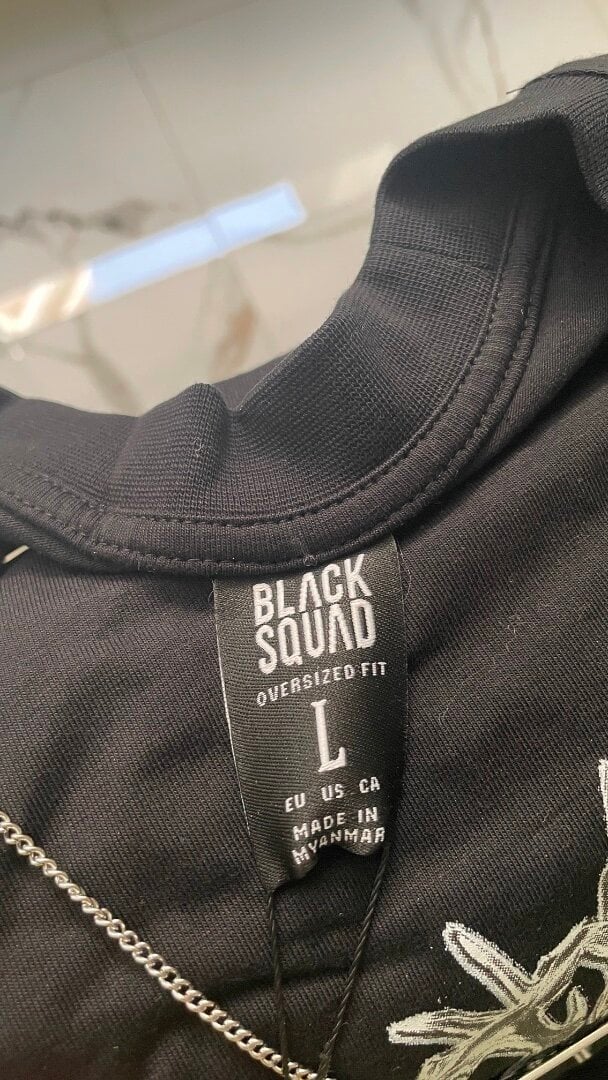 BLACK
SQUAD
OVERSIZED FIT
L
EU US CA
MADE IN
MYANMAR